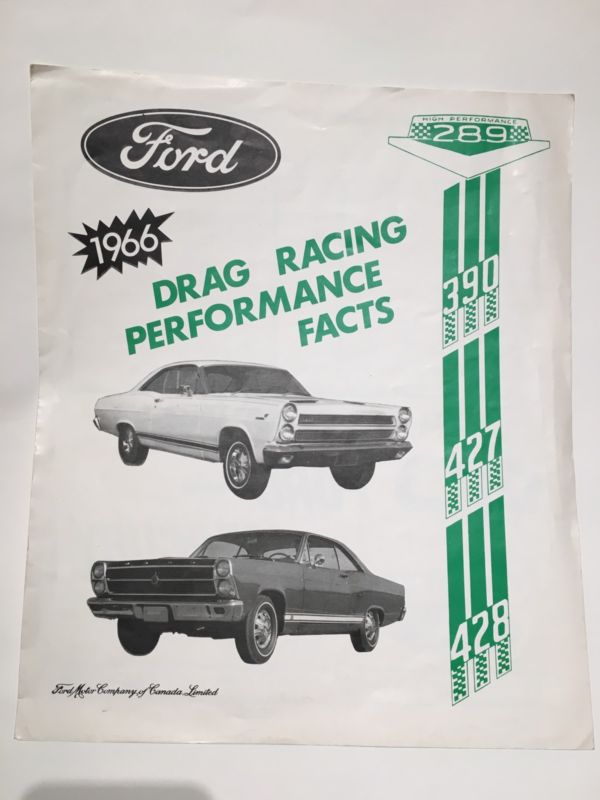 Ford
HIGH PERFORMANCE
289
1966
DRAG RACING
PERFORMANCE
FACTS
390
427
428
Ford Motor Company of Canada, Limited